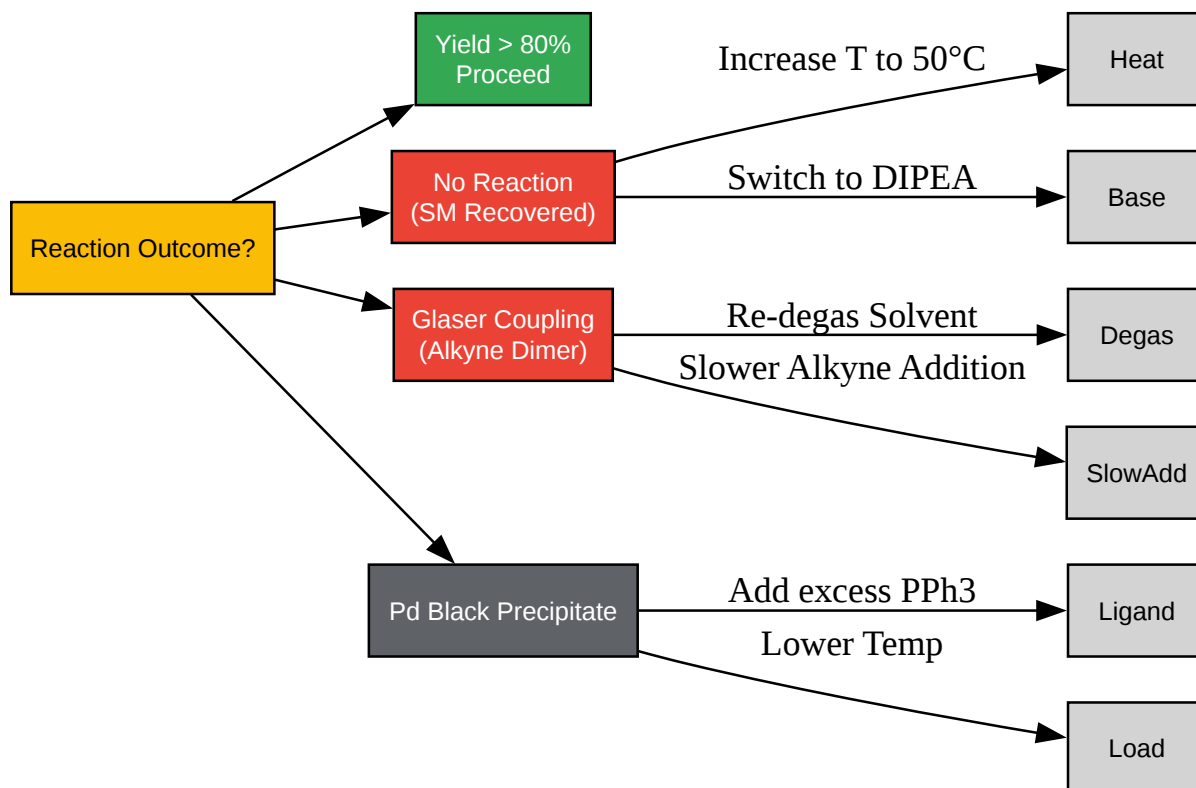 Yield > 80%
Proceed
Increase T to 50°C
Heat
No Reaction
(SM Recovered)
Switch to DIPEA
Base
Reaction Outcome?
Glaser Coupling
(Alkyne Dimer)
Re-degas Solvent
Degas
Slower Alkyne Addition
SlowAdd
Pd Black Precipitate
Add excess PPh3
Ligand
Lower Temp
Load